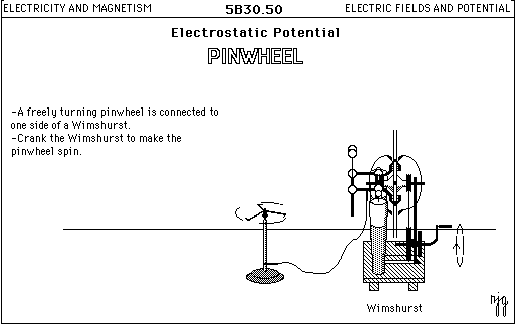 ELECTRICITY AND MAGNETISM 5B30.50 ELECTRIC FIELDS AND POTENTIAL
Electrostatic Potential
PINWHEEL
-A freely turning pinwheel is connected to
one side of a Wimshurst.
-Crank the Wimshurst to make the
pinwheel spin.
Wimshurst
njg